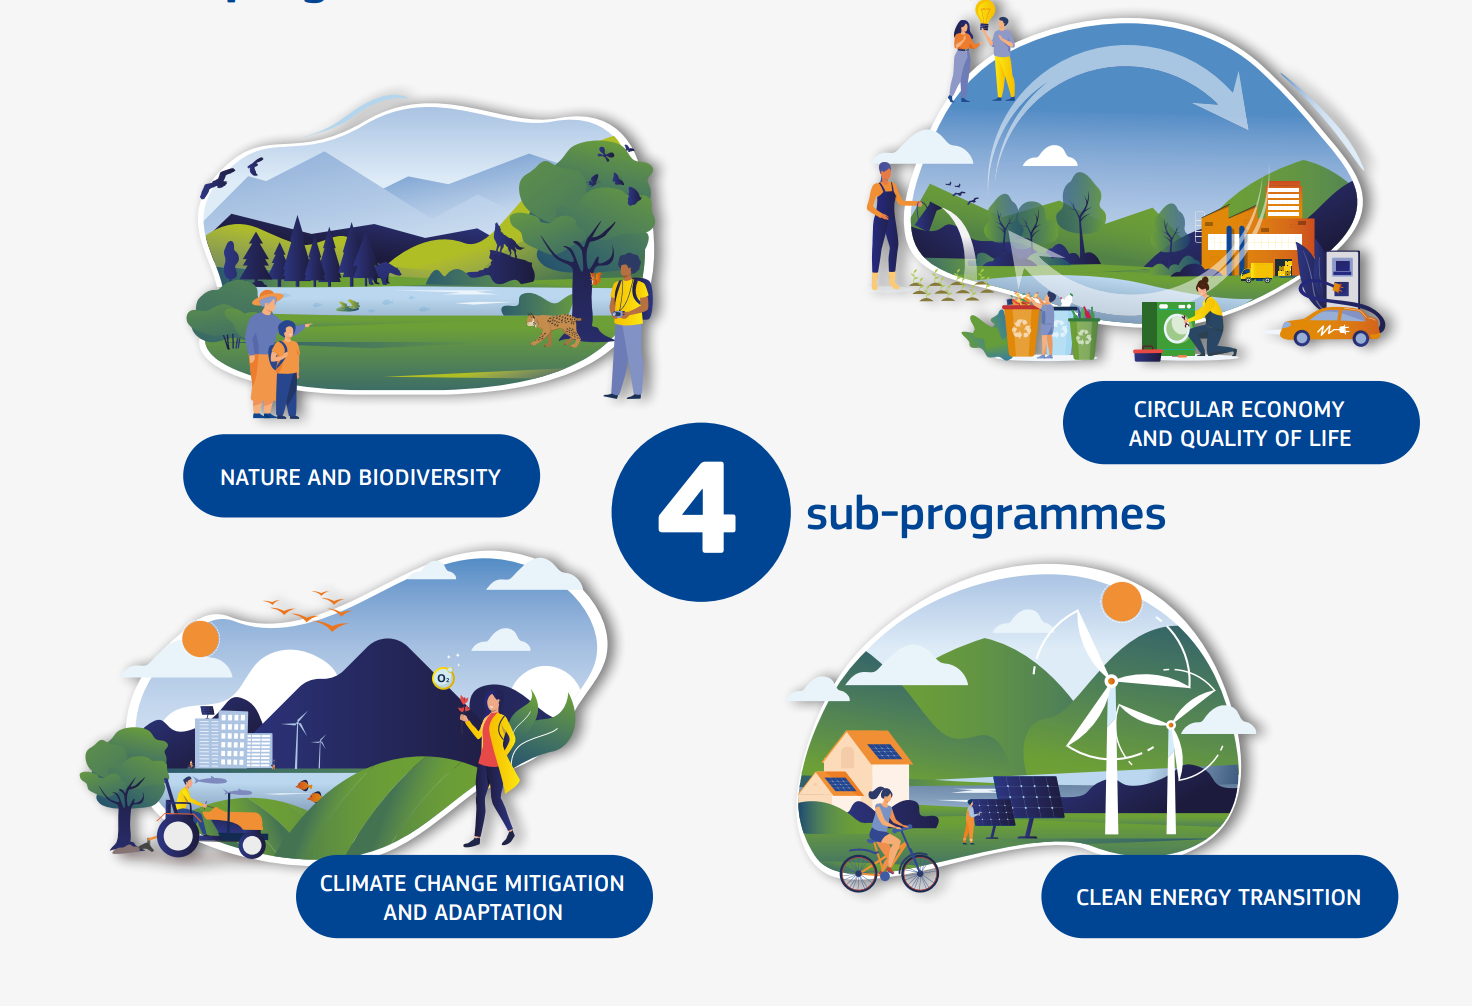 CIRCULAR ECONOMY
AND QUALITY OF LIFE
NATURE AND BIODIVERSITY
4
sub-programmes
O₂
CLIMATE CHANGE MITIGATION
AND ADAPTATION
CLEAN ENERGY TRANSITION